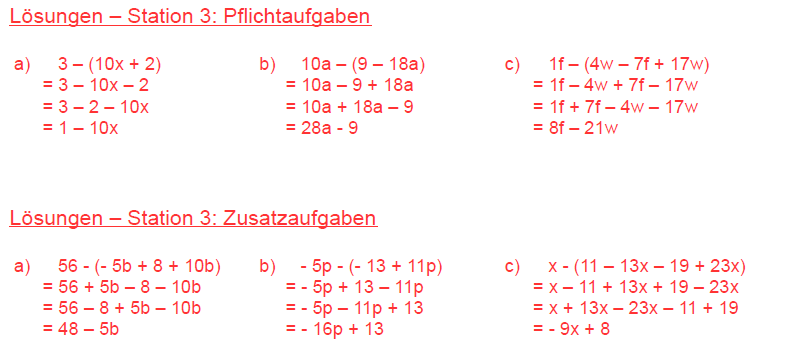 Lösungen – Station 3: Pflichtaufgaben
a) 3 – (10x + 2)
= 3 – 10x – 2
= 3 – 2 – 10x
= 1 – 10x
b) 10a – (9 – 18a)
= 10a – 9 + 18a
= 10a + 18a – 9
= 28a - 9
c) 1f – (4w – 7f + 17w)
= 1f – 4w + 7f – 17w
= 1f + 7f – 4w – 17w
= 8f – 21w
Lösungen – Station 3: Zusatzaufgaben
a) 56 - (- 5b + 8 + 10b)
= 56 + 5b – 8 – 10b
= 56 – 8 + 5b – 10b
= 48 – 5b
b) - 5p - (- 13 + 11p)
= - 5p + 13 – 11p
= - 5p – 11p + 13
= - 16p + 13
c) x - (11 – 13x – 19 + 23x)
= x – 11 + 13x + 19 – 23x
= x + 13x – 23x – 11 + 19
= - 9x + 8